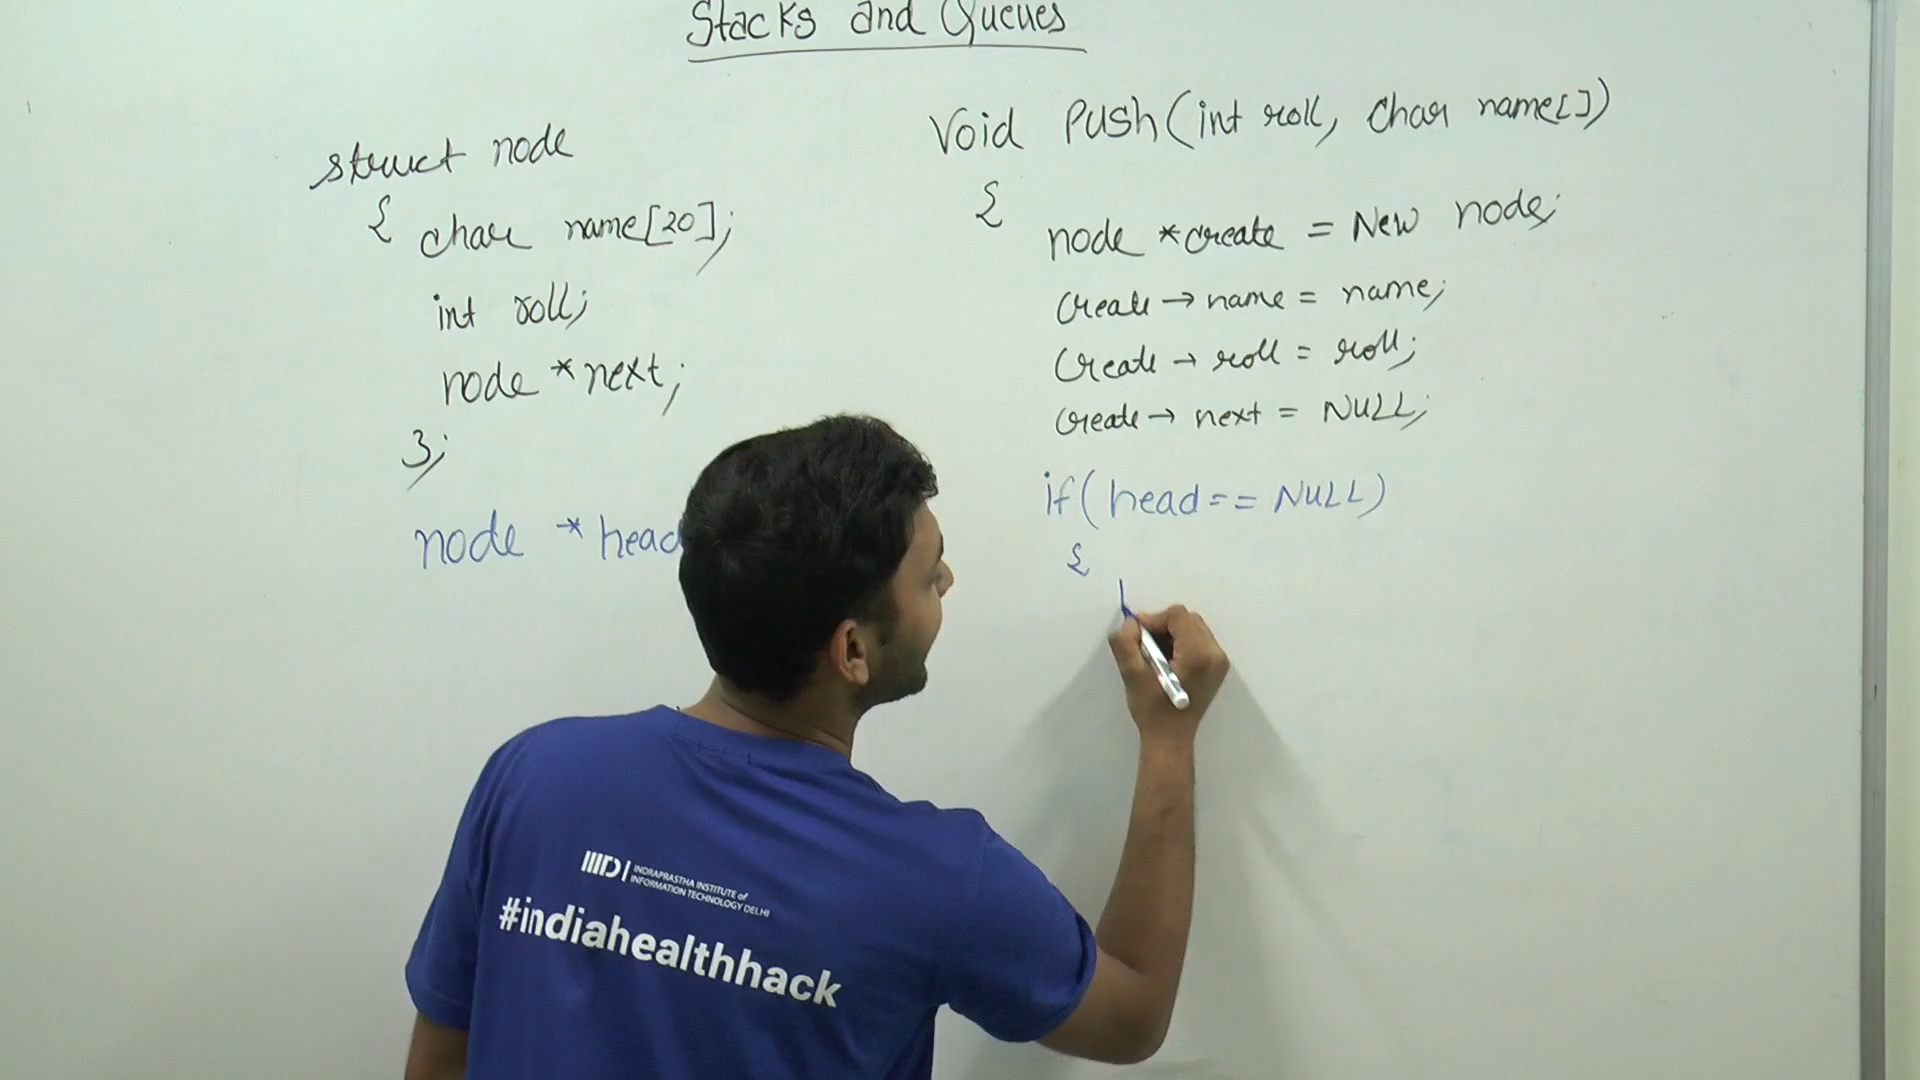 Stacks and Queues
struct node
{ char name[20];
int roll;
node *next;
};
node *head
Void Push(int roll, Char name[])
{
node *create = New node;
Create → name = name;
Create → roll = roll;
Create → next = NULL;
if(head == NULL)
{
IIID | INDRAPRASTHA INSTITUTE of
INFORMATION TECHNOLOGY DELHI
#indiahealthhack